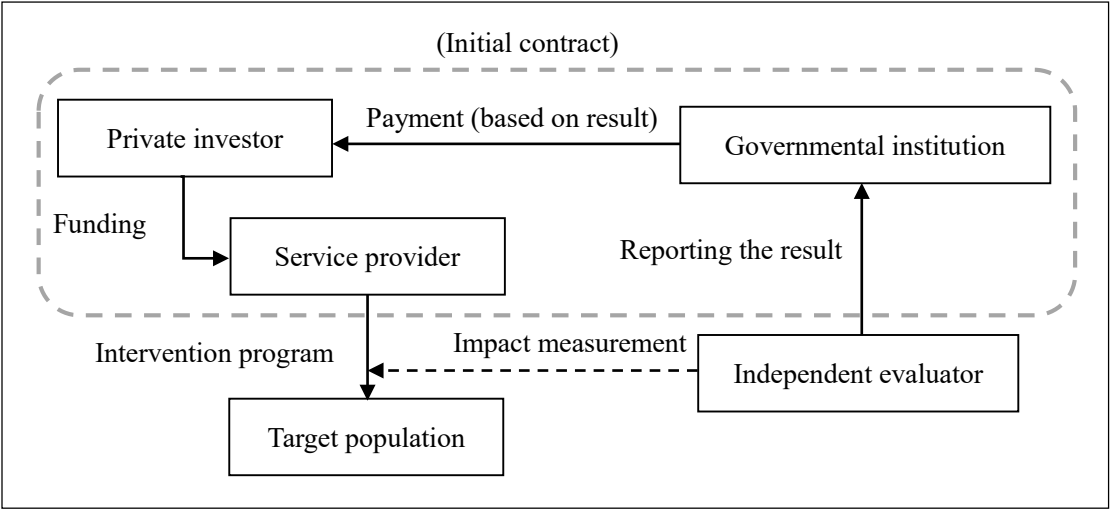 (Initial contract)
Private investor
Payment (based on result)
Governmental institution
Funding
Service provider
Reporting the result
Intervention program
Impact measurement
Independent evaluator
Target population